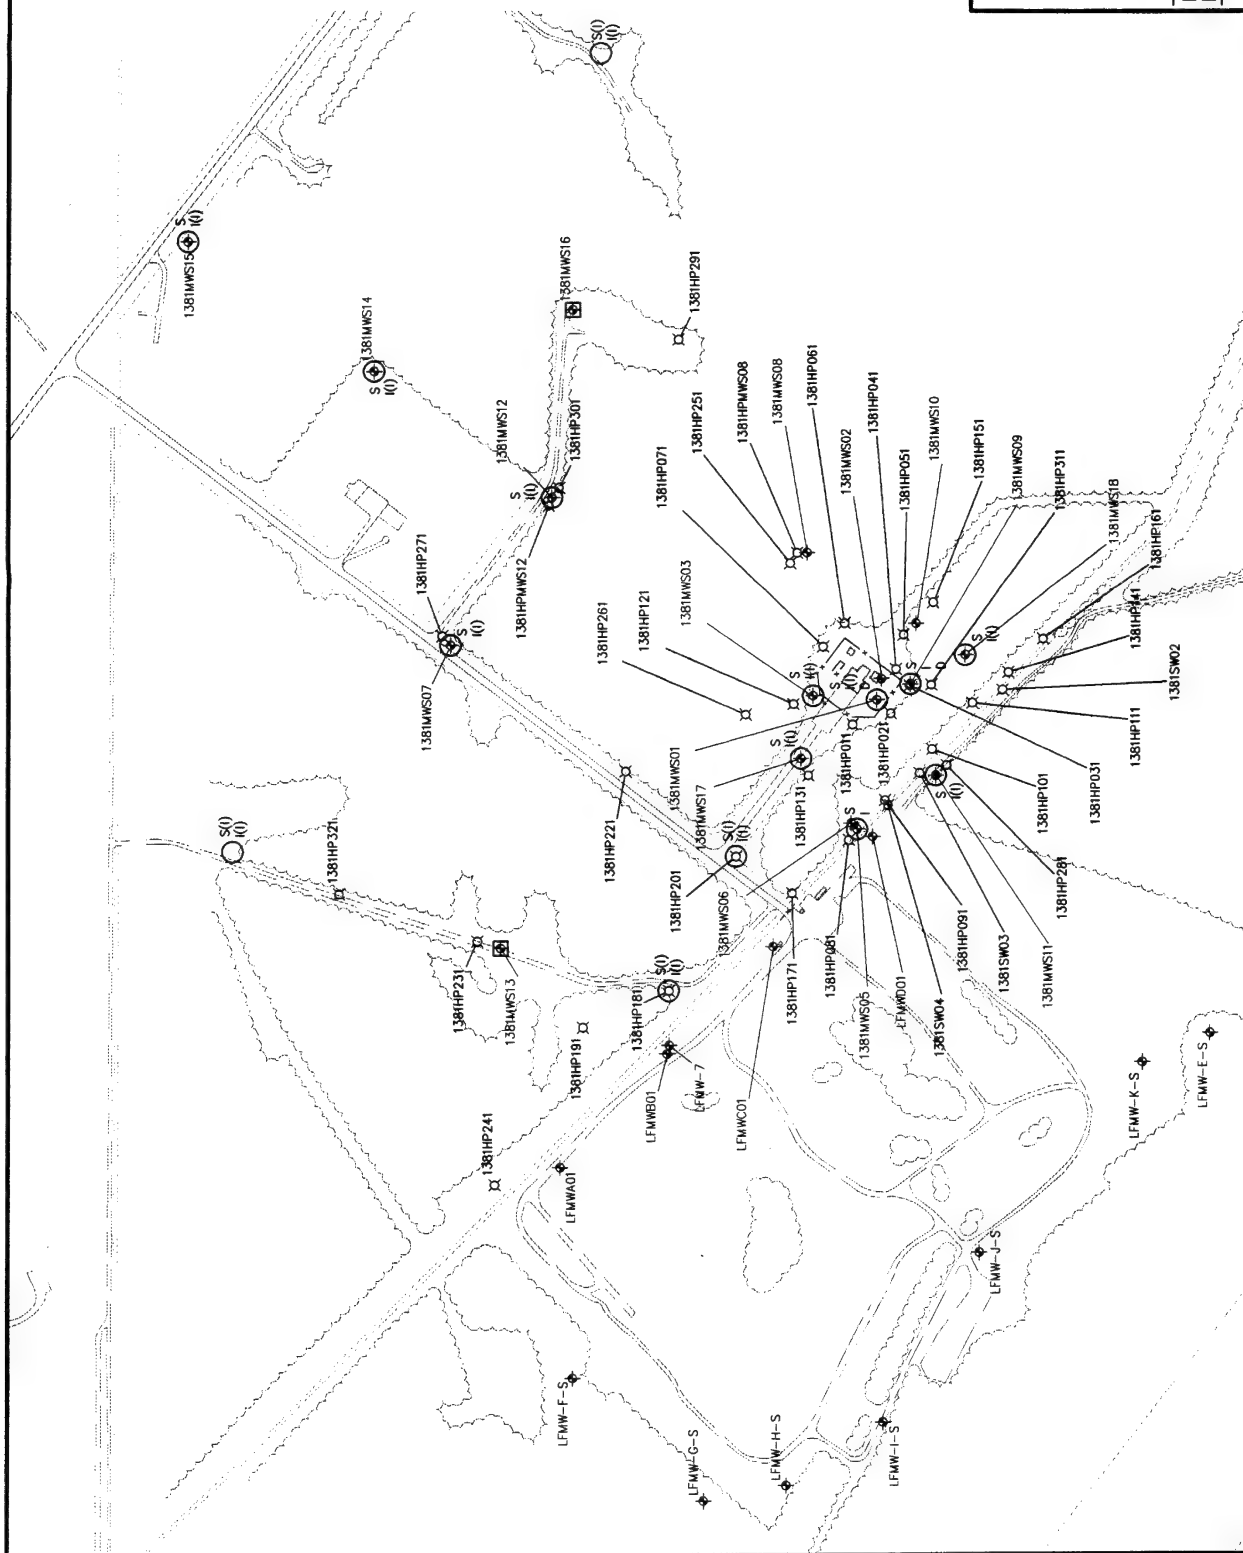 S(I)
I(I)
1381MWS15
S
I(I)
1381MWS14
S
I(I)
1381MWS16
1381HP291
1381MWS12
1381HP301
S
I(I)
1381HPMWS12
1381HP271
S
I(I)
1381MWS07
1381HP251
1381HPMWS08
1381MWS08
1381HP061
1381HP071
1381MWS02
1381HP041
1381HP051
1381MWS10
1381HP151
1381MWS09
1381HP311
1381MWS18
1381HP161
1381HP141
1381SW02
1381HP111
1381MWS03
1381HP121
1381HP261
S
I(I)
S
I(I)
D
S
I
D
S
I(I)
1381MWS01
1381MWS17
S
I(I)
1381HP131
1381HP011
1381HP021
1381HP031
1381HP101
1381HP281
S
I(I)
1381HP221
1381HP201
S(I)
I(I)
1381MWS06
S
I
1381HP171
1381HP081
1381MWS05
LFMWD01
1381SW04
1381HP091
1381SW03
1381MWS11
S(I)
I(I)
1381HP321
1381HP231
1381MWS13
1381HP181
S(I)
I(I)
1381HP191
LFMWB01
LFMW-7
LFMWC01
1381HP241
LFMWA01
LFMW-K-S
LFMW-E-S
LFMW-J-S
LFMW-F-S
LFMW-G-S
LFMW-H-S
LFMW-I-S